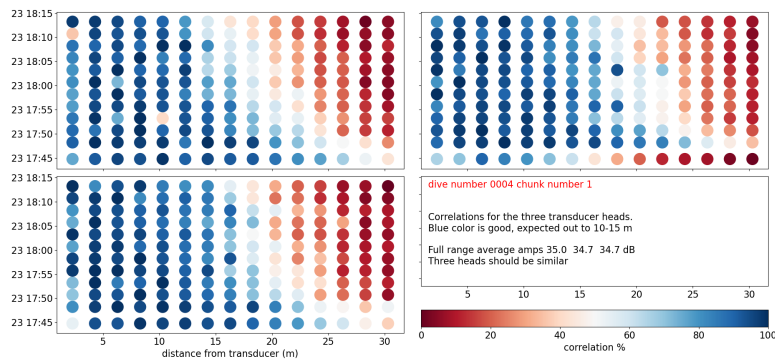 23 18:15
23 18:10
23 18:05
23 18:00
23 17:55
23 17:50
23 17:45
23 18:15
23 18:10
23 18:05
23 18:00
23 17:55
23 17:50
23 17:45
5 10 15 20 25 30
distance from transducer (m)
dive number 0004 chunk number 1
Correlations for the three transducer heads.
Blue color is good, expected out to 10-15 m
Full range average amps 35.0 34.7 34.7 dB
Three heads should be similar
5 10 15 20 25 30
0 20 40 60 80 100
correlation %